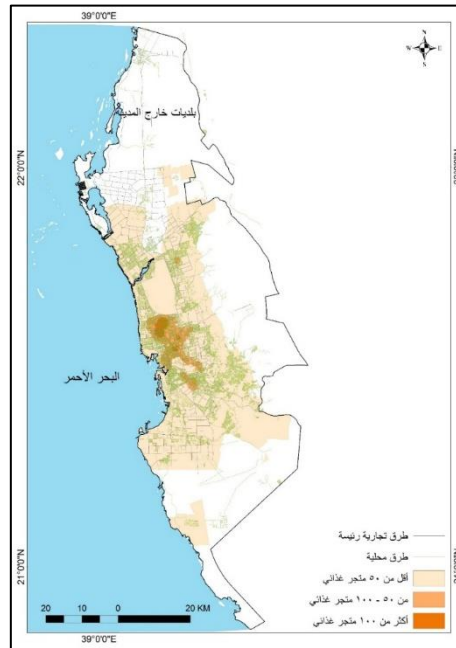 39°0'0"E
N
W E
S
بلديات خارج المدينة
22°0'0"N
البحر الأحمر
21°0'0"N
طرق تجارية رئيسة
طرق محلية
أقل من ٥٠ متجر غذائي
من ٥٠ - ١٠٠ متجر غذائي
أكثر من ١٠٠ متجر غذائي
20 10 0 20 KM
39°0'0"E